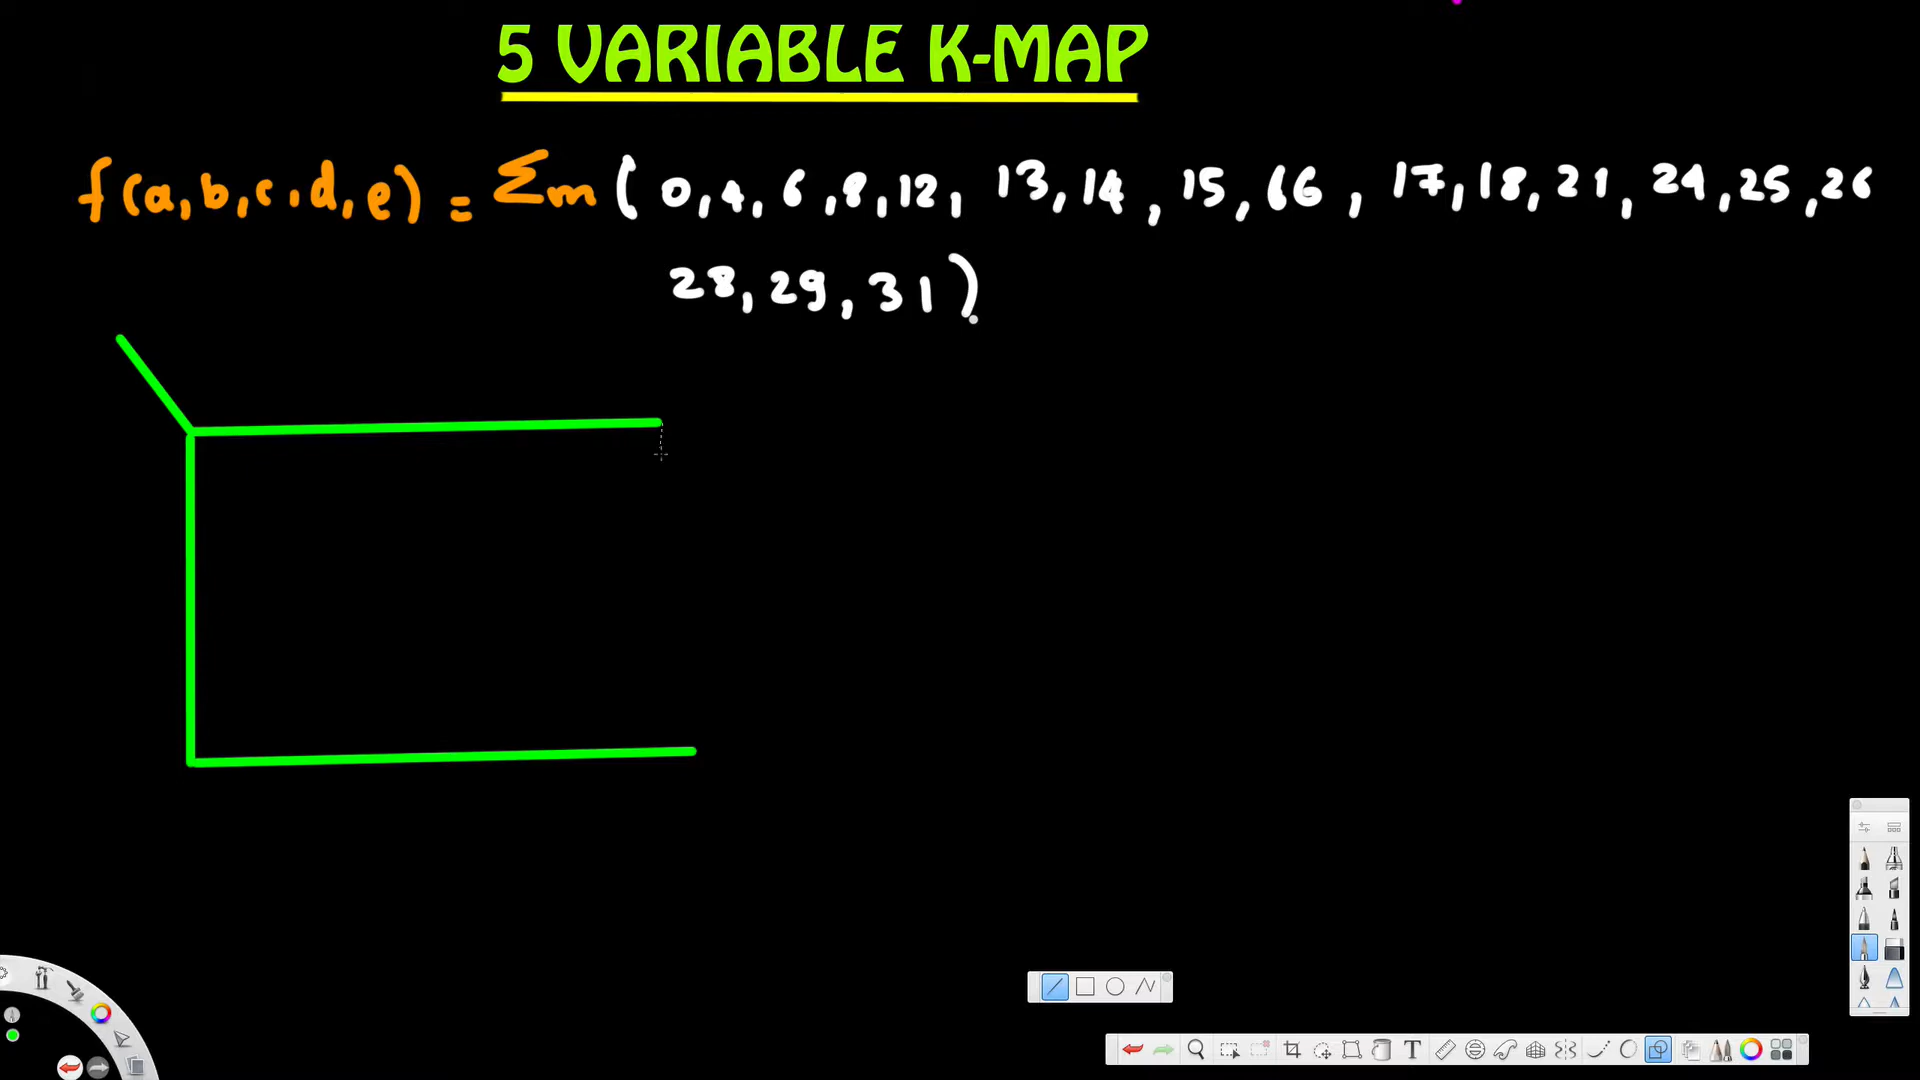 5 VARIABLE K-MAP
f(a,b,c,d,e) = Σm ( 0,4,6,8,12, 13,14, 15,66, 17,18,21, 24,25,26
28,29,31)